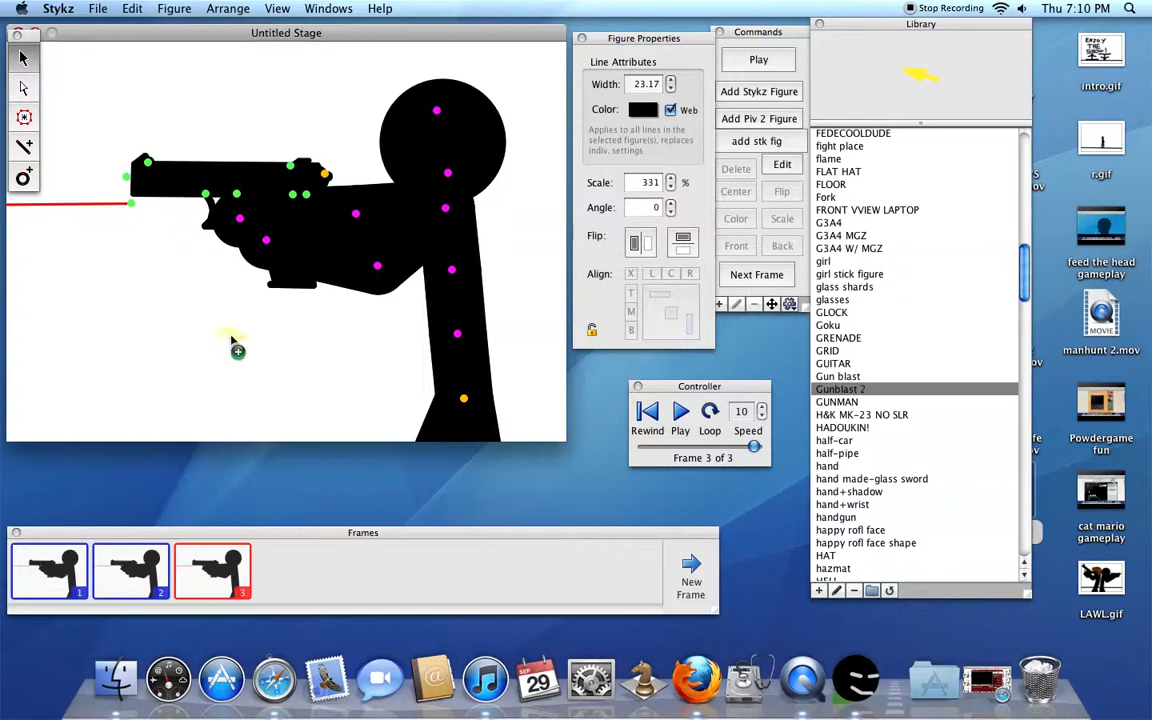 Stykz File Edit Figure Arrange View Windows Help
Stop Recording Thu 7:10 PM
Untitled Stage
Figure Properties
Line Attributes
Width: 23.17
Color: Web
Applies to all lines in the
selected figure(s), replaces
indiv. settings
Scale: 331 %
Angle: 0
Flip:
Align: X L C R
T
M
B
Commands
Play
Add Stykz Figure
Add Piv 2 Figure
add stk fig
Delete Edit
Center Flip
Color Scale
Front Back
Next Frame
Controller
10
Rewind Play Loop Speed
Frame 3 of 3
Library
FEDECOOLDUDE
fight place
flame
FLAT HAT
FLOOR
Fork
FRONT VVIEW LAPTOP
G3A4
G3A4 MGZ
G3A4 W/ MGZ
girl
girl stick figure
glass shards
glasses
GLOCK
Goku
GRENADE
GRID
GUITAR
Gun blast
Gunblast 2
GUNMAN
H&K MK-23 NO SLR
HADOUKIN!
half-car
half-pipe
hand
hand made-glass sword
hand+shadow
hand+wrist
handgun
happy rofl face
happy rofl face shape
HAT
hazmat
Frames
1
2
3
New
Frame
ENJOY
THE
intro.gif
r.gif
feed the head
gameplay
MOVIE
manhunt 2.mov
Powdergame
fun
cat mario
gameplay
LAWL.gif
SEP
29